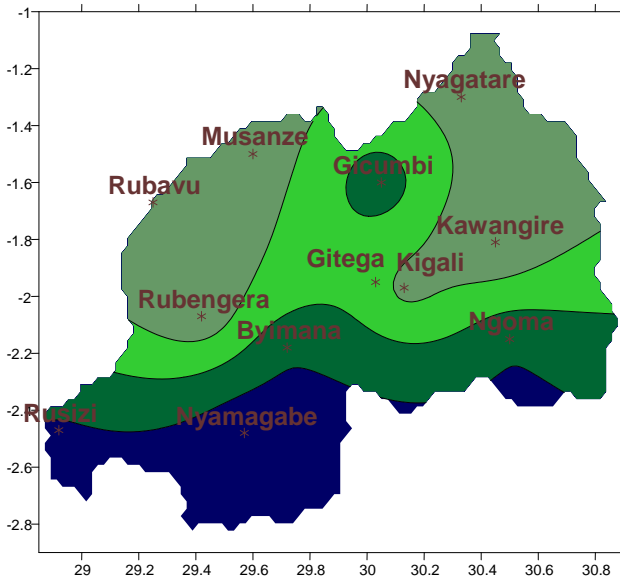 -1
-1.2
-1.4
-1.6
-1.8
-2
-2.2
-2.4
-2.6
-2.8
Nyagatare
Musanze
Gicumbi
Rubavu
Kawangire
Gitega
Kigali
Rubengera
Byimana
Ngoma
Rusizi
Nyamagabe
29
29.2
29.4
29.6
29.8
30.0
30.2
30.4
30.6
30.8